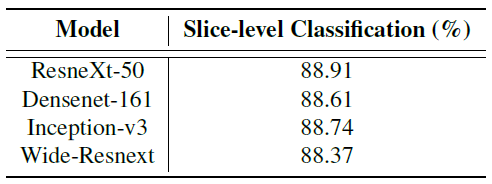 Model Slice-level Classification (%)
ResneXt-50 88.91
Densenet-161 88.61
Inception-v3 88.74
Wide-Resnext 88.37